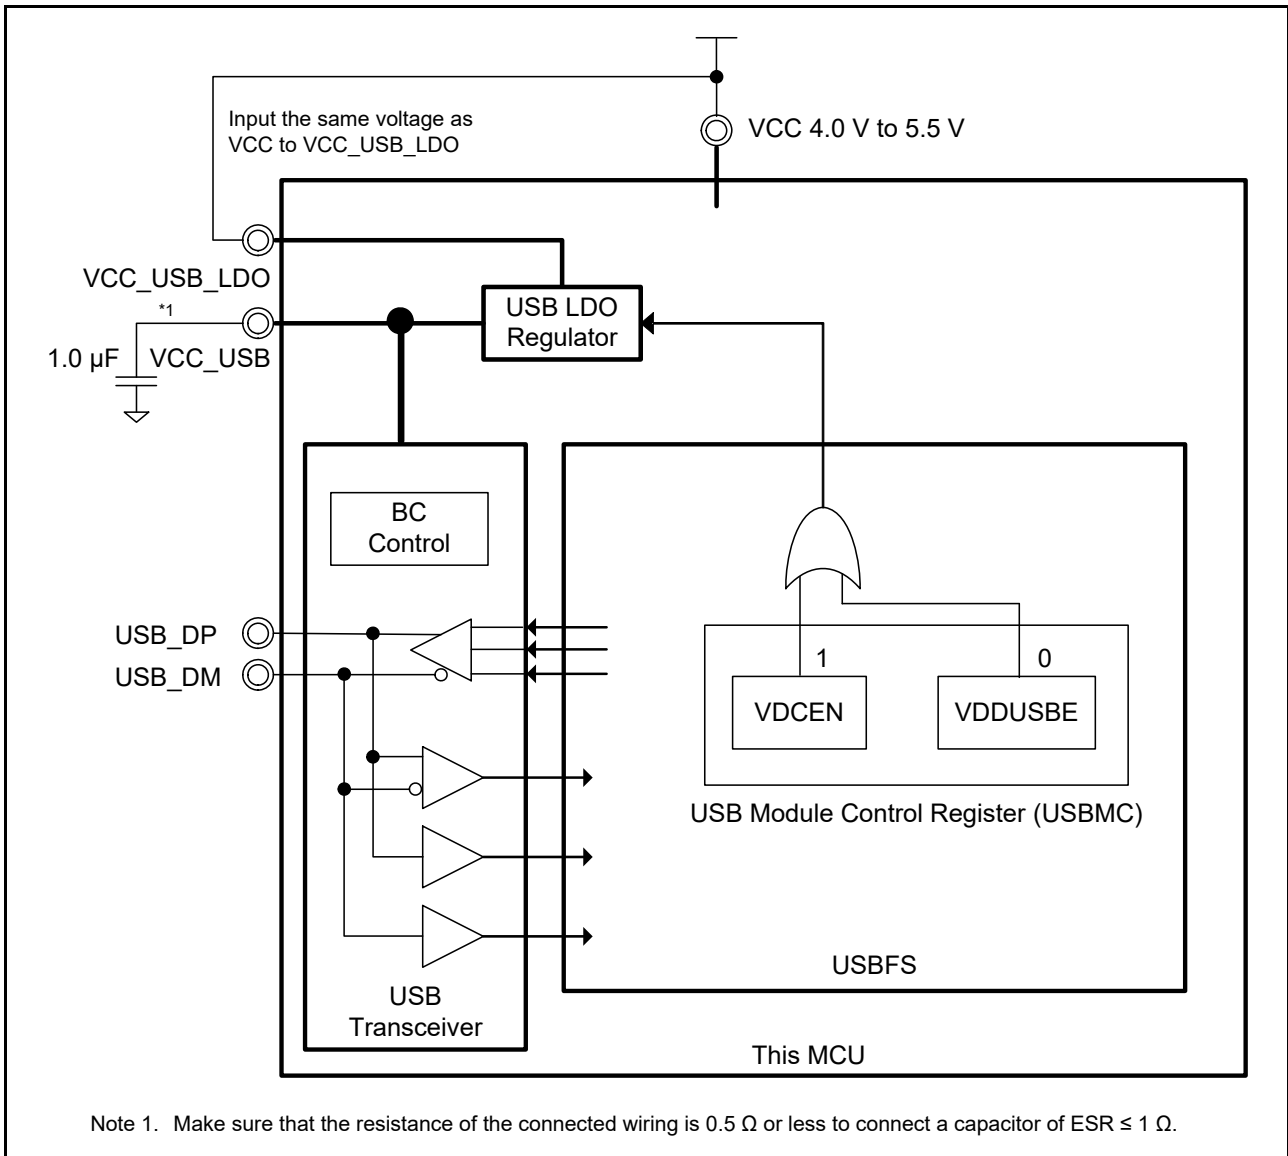 Input the same voltage as
VCC to VCC_USB_LDO
VCC 4.0 V to 5.5 V
VCC_USB_LDO
*1
1.0 µF
VCC_USB
USB LDO
Regulator
BC
Control
USB_DP
USB_DM
1
0
VDCEN
VDDUSBE
USB Module Control Register (USBMC)
USBFS
USB
Transceiver
This MCU
Note 1. Make sure that the resistance of the connected wiring is 0.5 Ω or less to connect a capacitor of ESR ≤ 1 Ω.